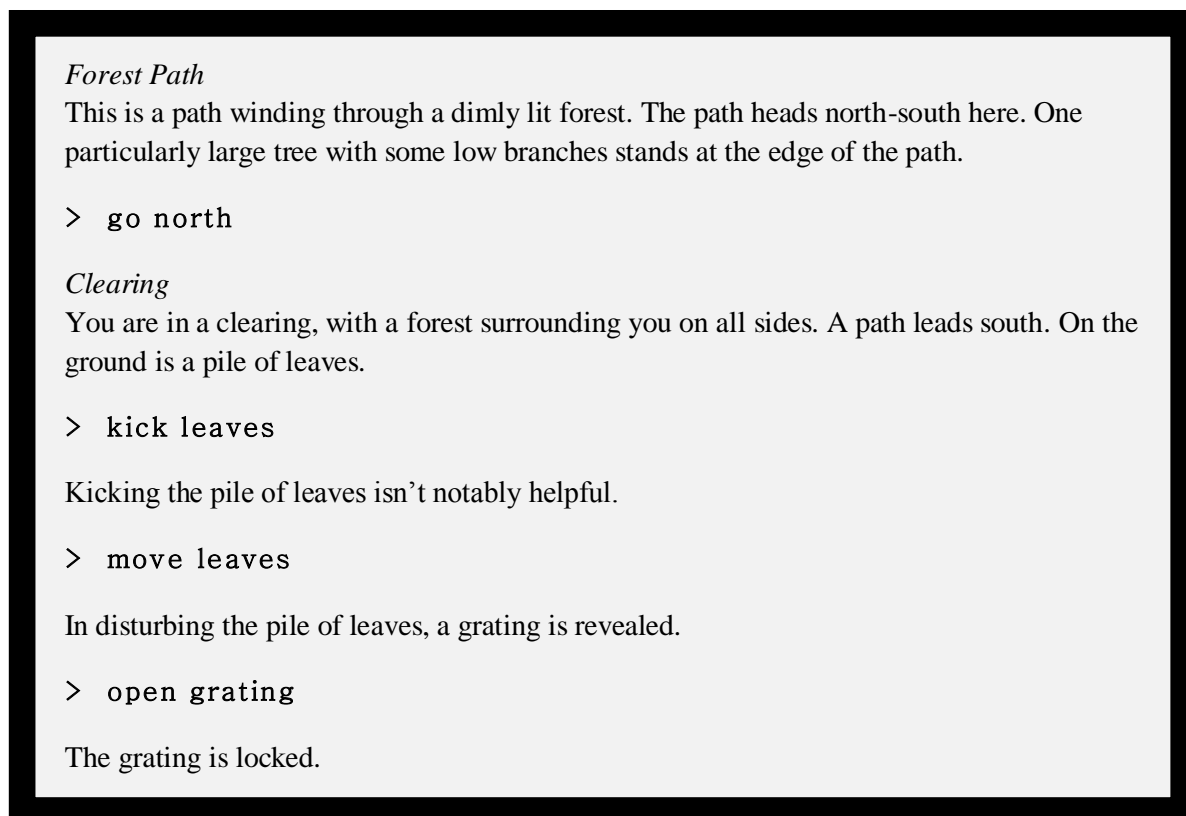 Forest Path
This is a path winding through a dimly lit forest. The path heads north-south here. One
particularly large tree with some low branches stands at the edge of the path.
> go north
Clearing
You are in a clearing, with a forest surrounding you on all sides. A path leads south. On the
ground is a pile of leaves.
> kick leaves
Kicking the pile of leaves isn’t notably helpful.
> move leaves
In disturbing the pile of leaves, a grating is revealed.
> open grating
The grating is locked.